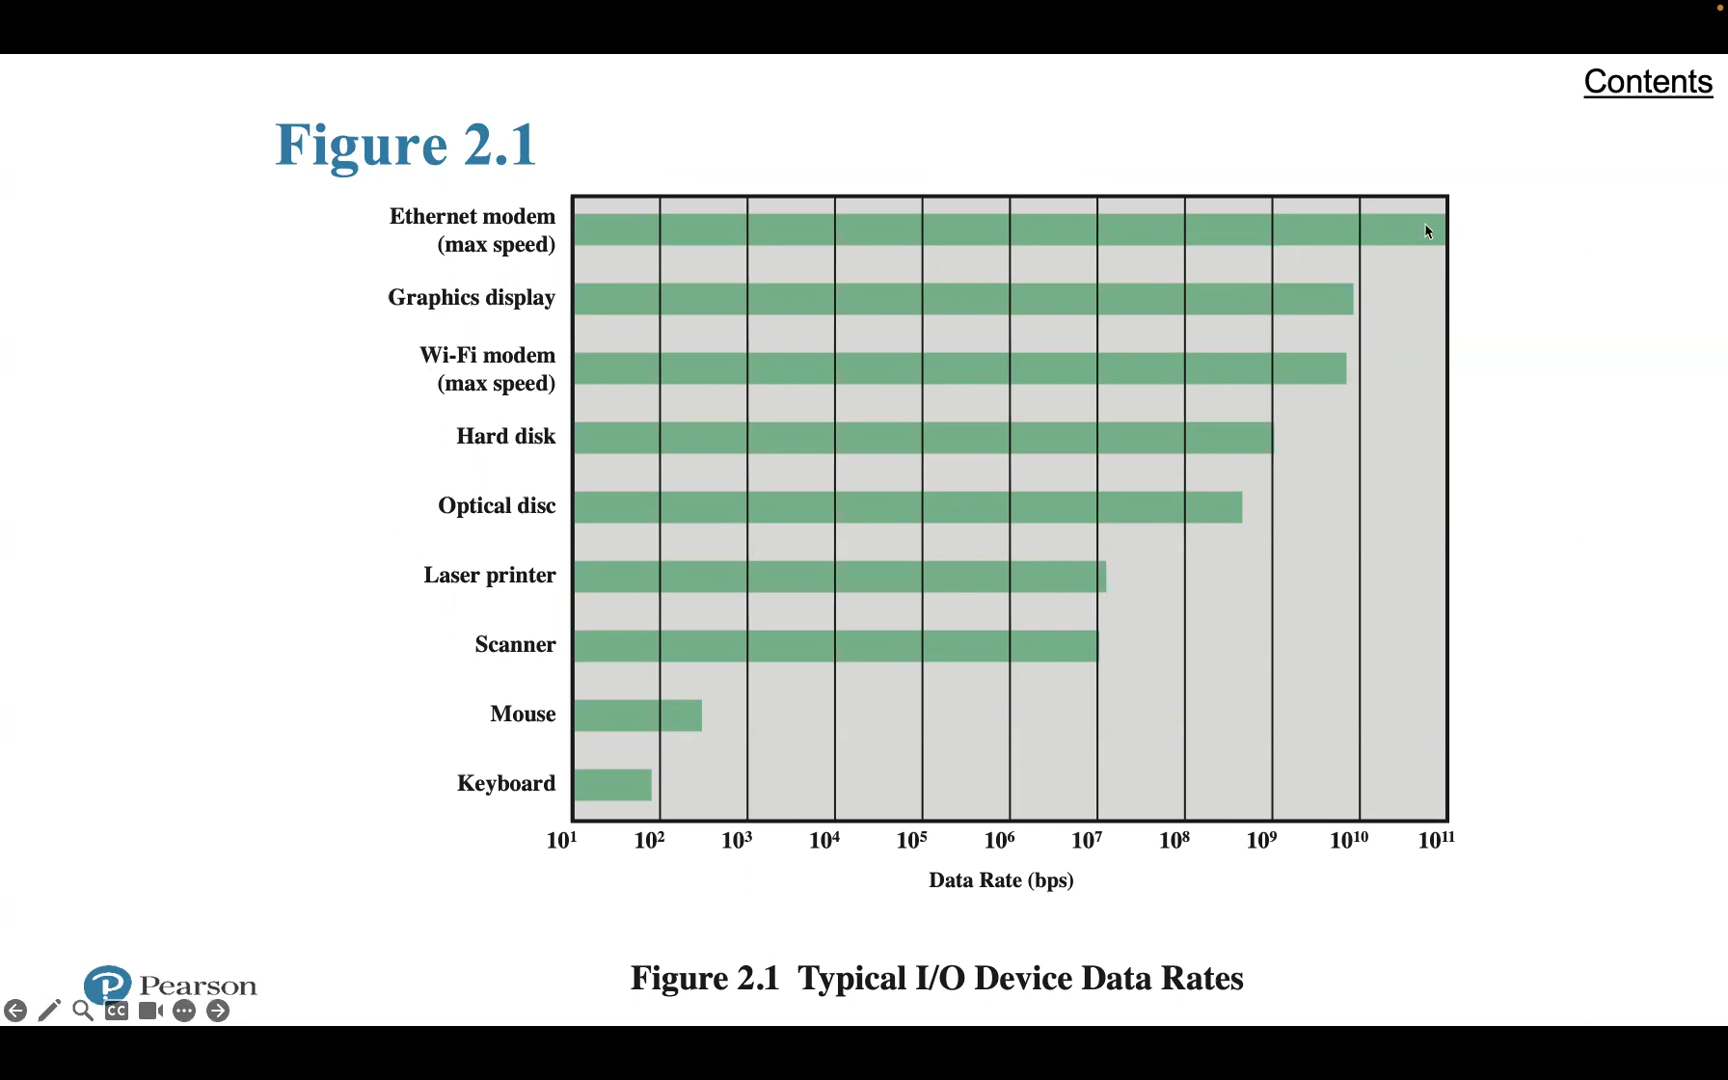 Contents
Figure 2.1
Ethernet modem
(max speed)
Graphics display
Wi-Fi modem
(max speed)
Hard disk
Optical disc
Laser printer
Scanner
Mouse
Keyboard
10¹ 10² 10³ 10⁴ 10⁵ 10⁶ 10⁷ 10⁸ 10⁹ 10¹⁰ 10¹¹
Data Rate (bps)
Figure 2.1 Typical I/O Device Data Rates
P Pearson
CC